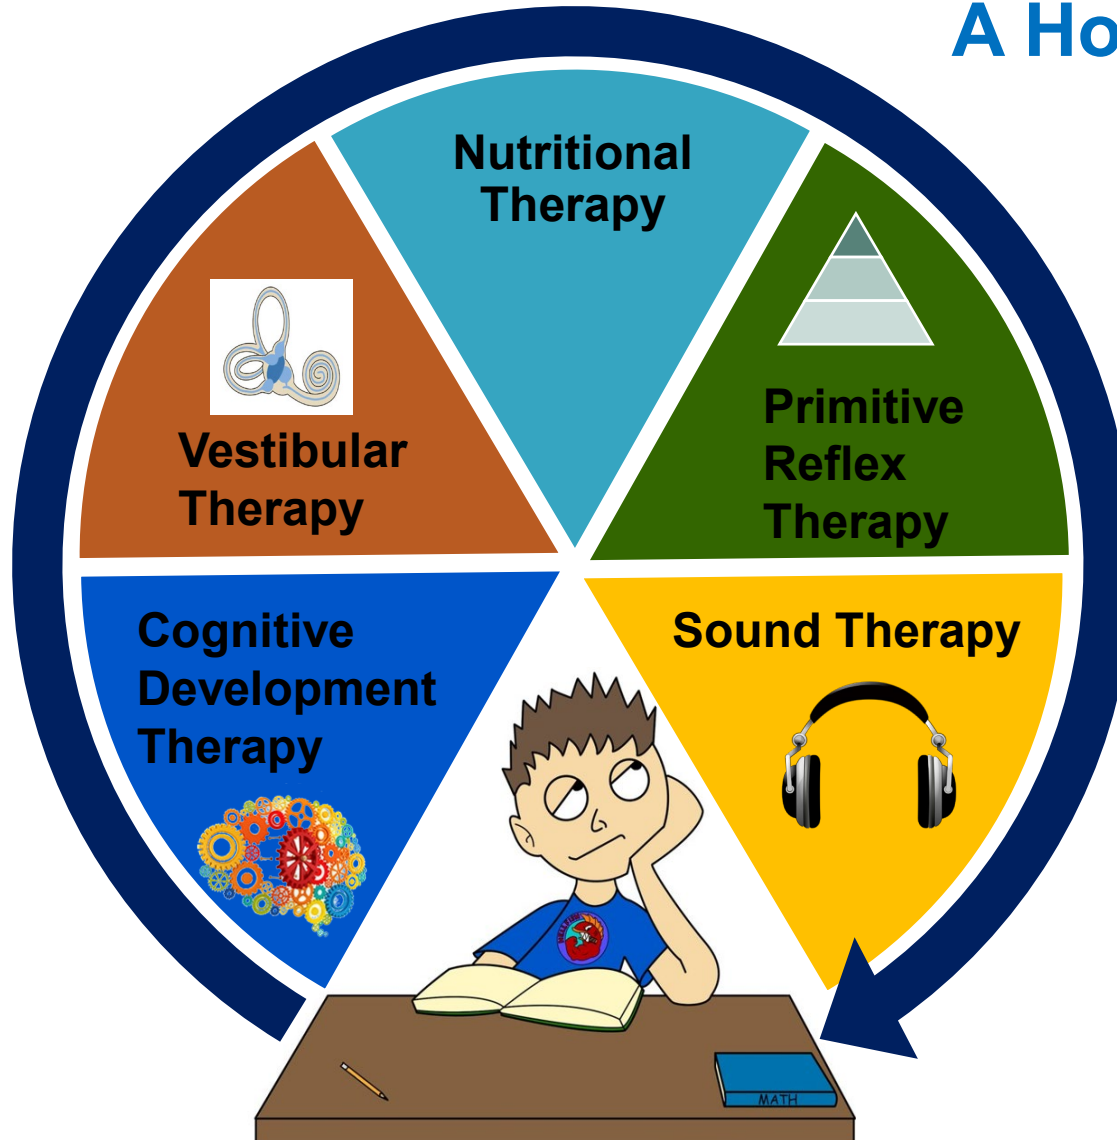 A Ho
Nutritional
Therapy
Primitive
Reflex
Therapy
Vestibular
Therapy
Cognitive
Development
Therapy
Sound Therapy
MATH